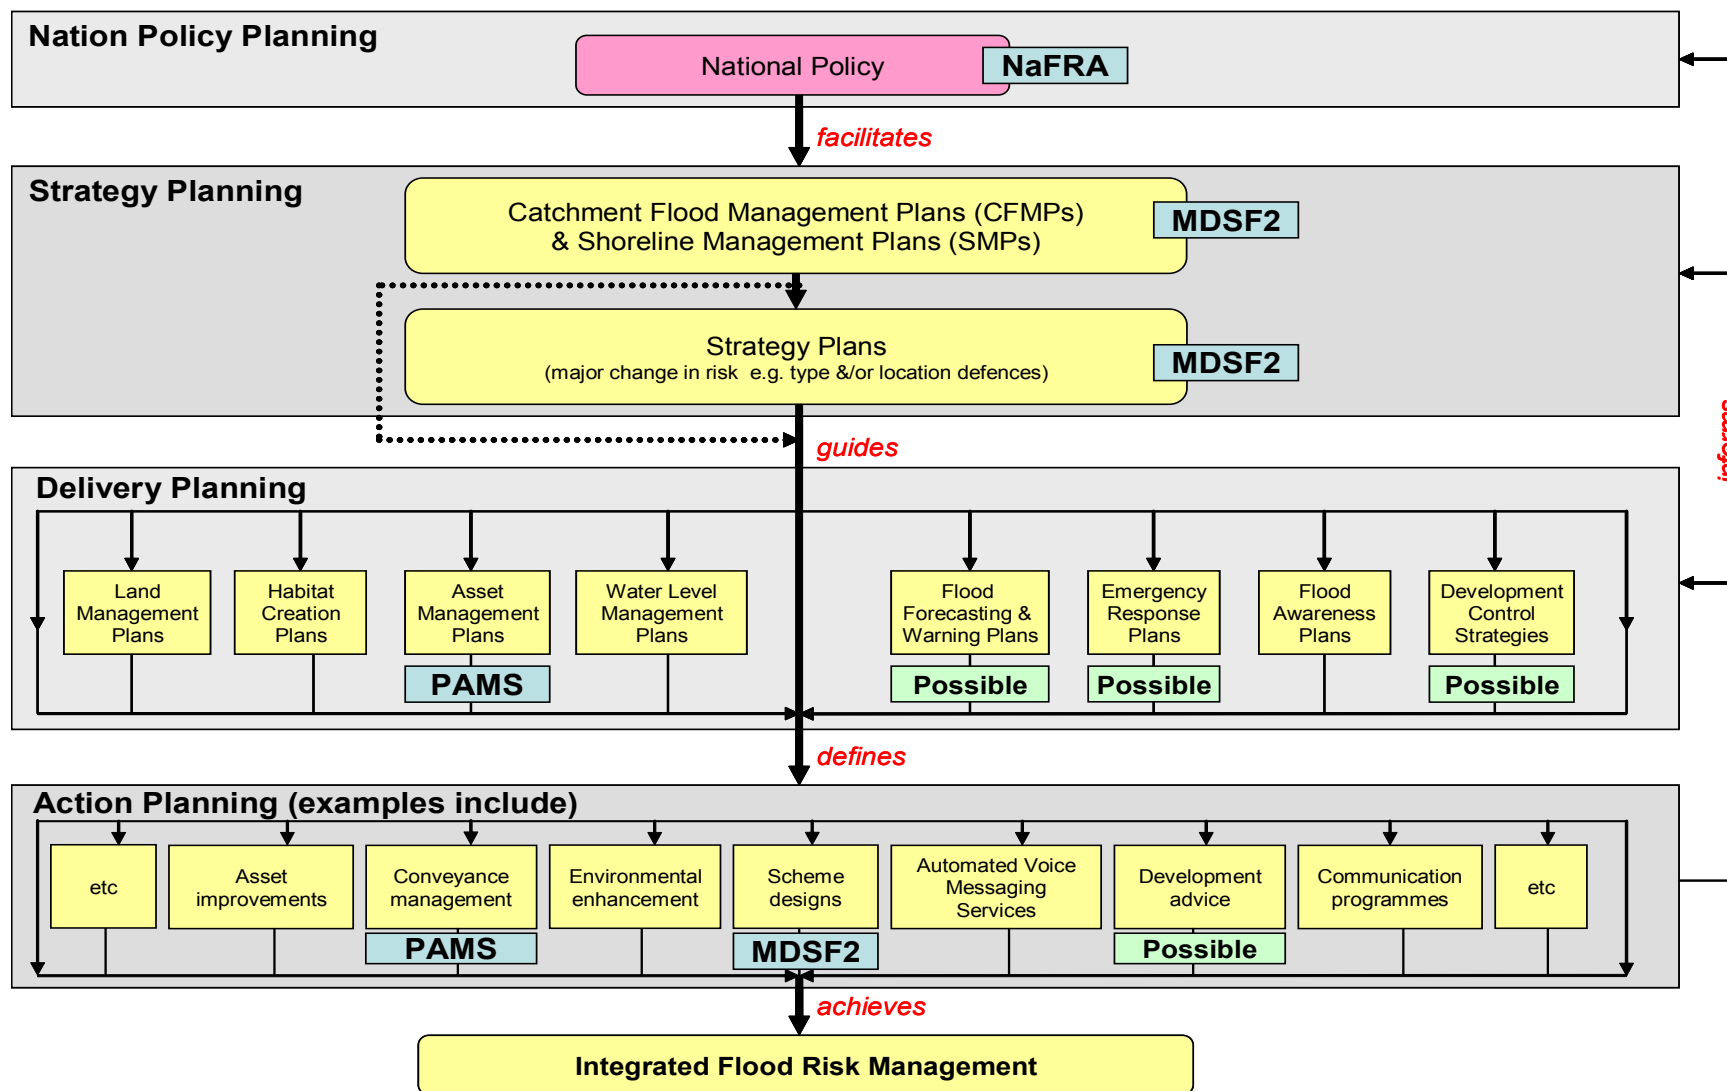 Nation Policy Planning
National Policy
NaFRA
facilitates
Strategy Planning
Catchment Flood Management Plans (CFMPs)
& Shoreline Management Plans (SMPs)
MDSF2
Strategy Plans
(major change in risk e.g. type &/or location defences)
MDSF2
guides
informs
Delivery Planning
Land
Management
Plans
Habitat
Creation
Plans
Asset
Management
Plans
PAMS
Water Level
Management
Plans
Flood
Forecasting &
Warning Plans
Possible
Emergency
Response
Plans
Possible
Flood
Awareness
Plans
Development
Control
Strategies
Possible
defines
Action Planning (examples include)
etc
Asset
improvements
Conveyance
management
PAMS
Environmental
enhancement
Scheme
designs
MDSF2
Automated Voice
Messaging
Services
Development
advice
Possible
Communication
programmes
etc
achieves
Integrated Flood Risk Management